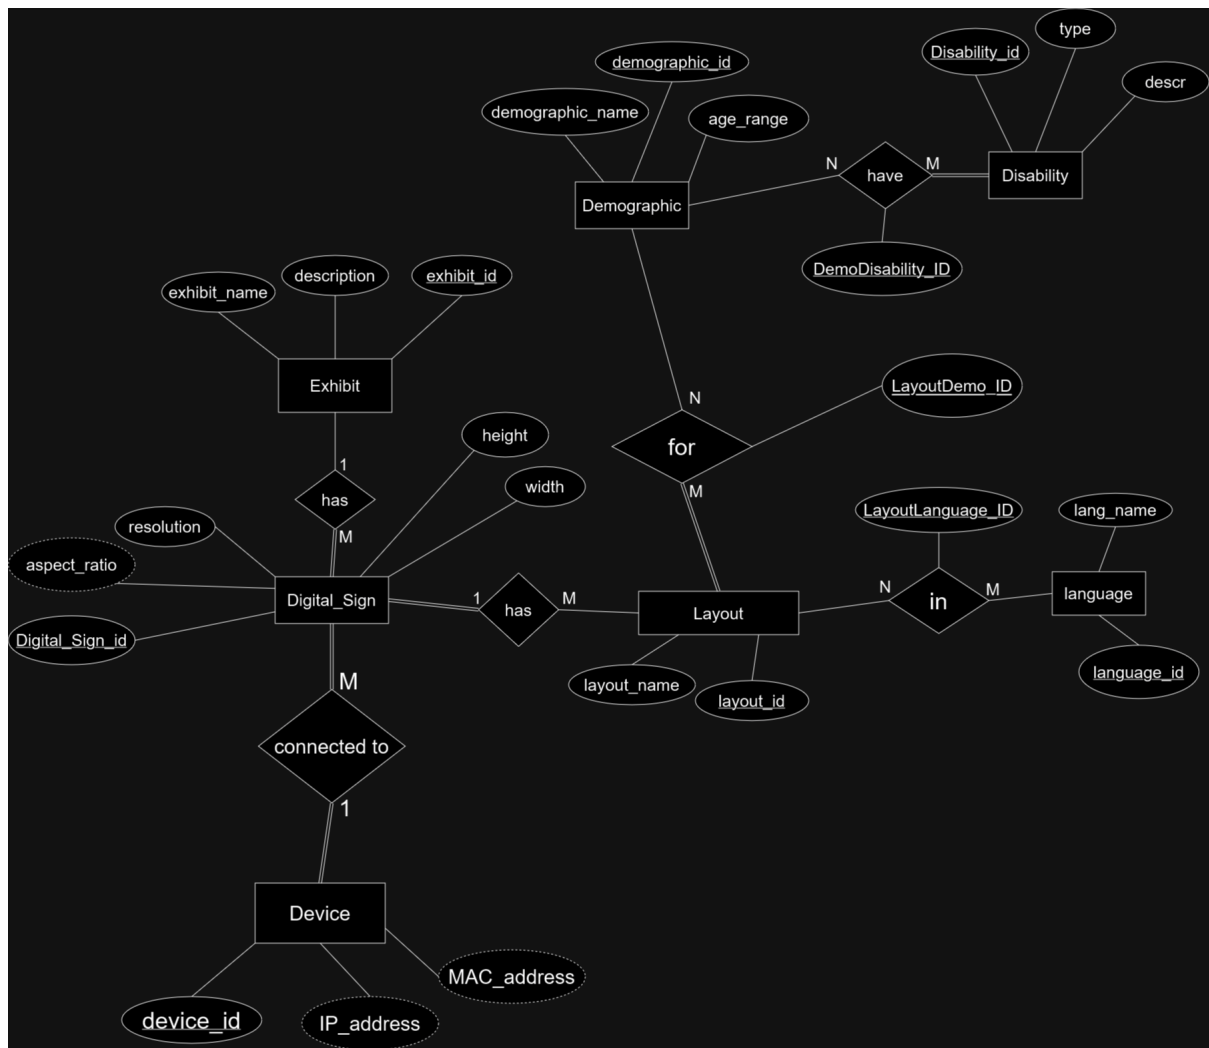 type
Disability_id
demographic_id
descr
demographic_name
age_range
N
M
have
Disability
Demographic
DemoDisability_ID
exhibit_name
description
exhibit_id
Exhibit
LayoutDemo_ID
N
for
M
height
1
has
M
width
resolution
aspect_ratio
Digital_Sign_id
Digital_Sign
1
has
M
Layout
layout_name
layout_id
LayoutLanguage_ID
lang_name
N
in
M
language
language_id
M
connected to
1
Device
MAC_address
device_id
IP_address